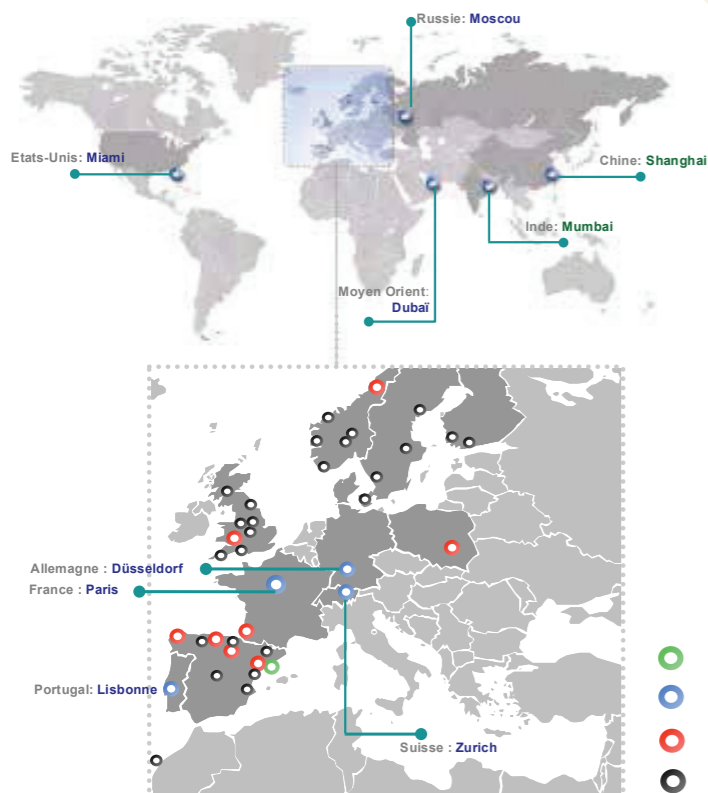 Russie: Moscou
Etats-Unis: Miami
Chine: Shanghai
Inde: Mumbai
Moyen Orient:
Dubaï
Allemagne : Düsseldorf
France : Paris
Portugal: Lisbonne
Suisse : Zurich